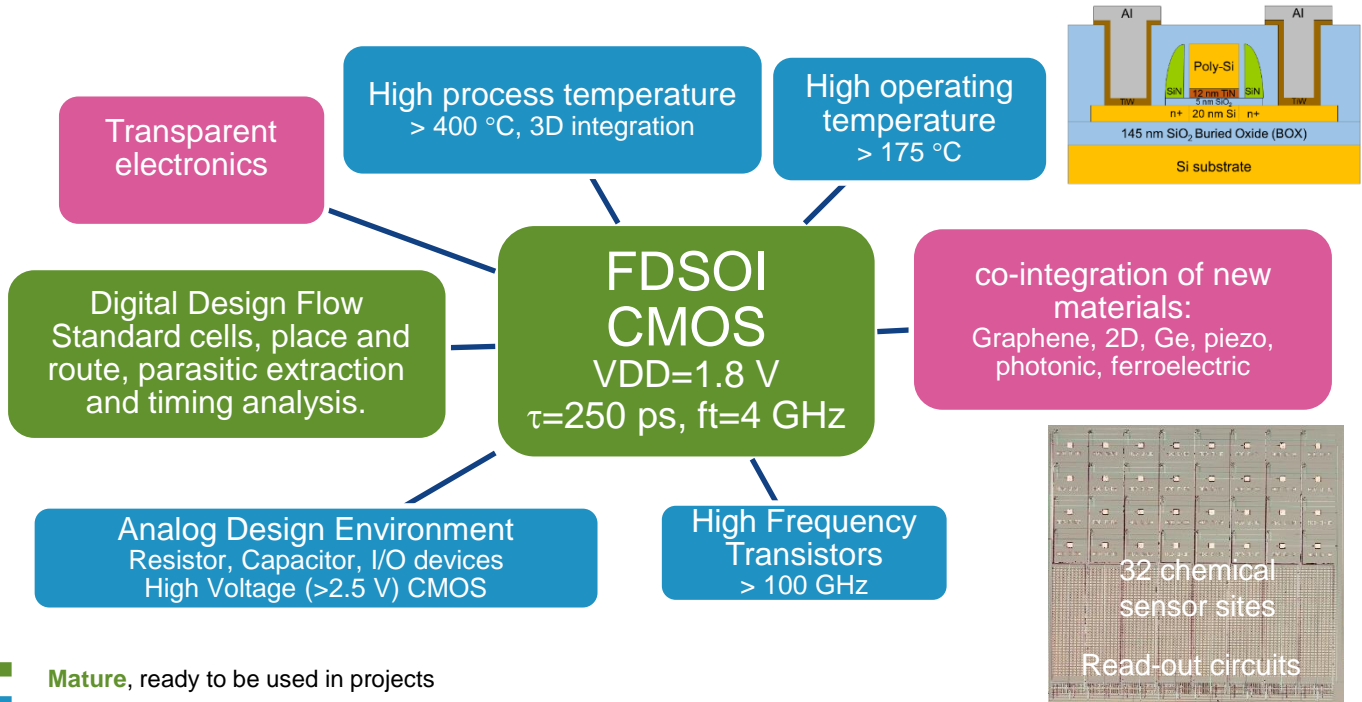 Transparent
electronics
High process temperature
> 400 °C, 3D integration
High operating
temperature
> 175 °C
Al
Al
Poly-Si
SiN
12 nm TiN
SiN
TiW
5 nm SiO2
TiW
n+
20 nm Si
n+
145 nm SiO2 Buried Oxide (BOX)
Si substrate
Digital Design Flow
Standard cells, place and
route, parasitic extraction
and timing analysis.
FDSOI
CMOS
VDD=1.8 V
τ=250 ps, ft=4 GHz
co-integration of new
materials:
Graphene, 2D, Ge, piezo,
photonic, ferroelectric
Analog Design Environment
Resistor, Capacitor, I/O devices
High Voltage (>2.5 V) CMOS
High Frequency
Transistors
> 100 GHz
32 chemical
sensor sites
Read-out circuits
Mature, ready to be used in projects